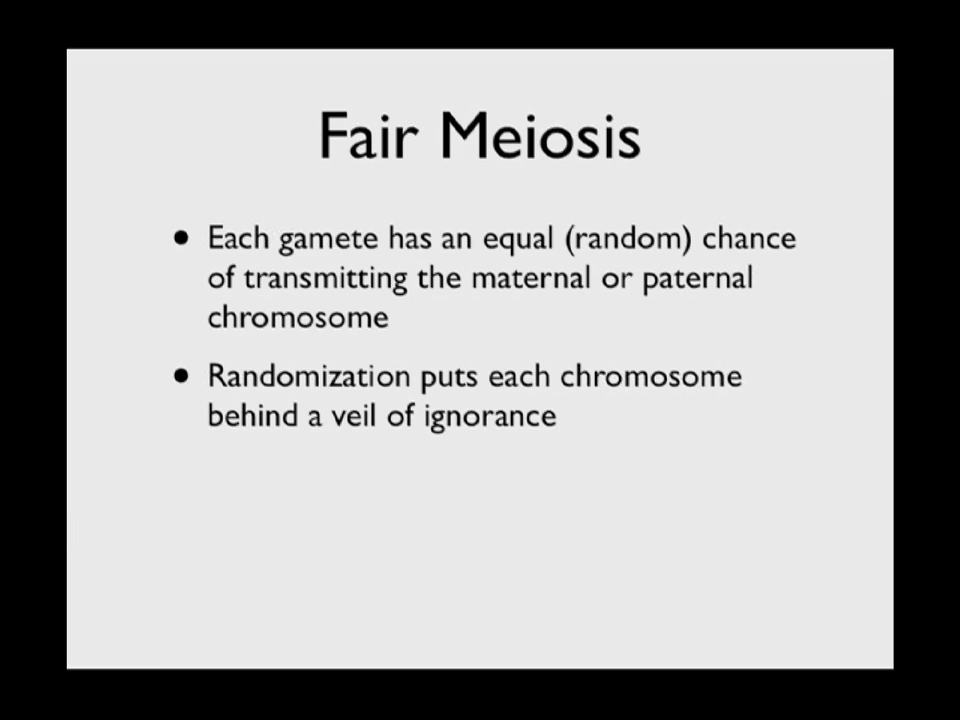 Fair Meiosis
• Each gamete has an equal (random) chance
of transmitting the maternal or paternal
chromosome
• Randomization puts each chromosome
behind a veil of ignorance